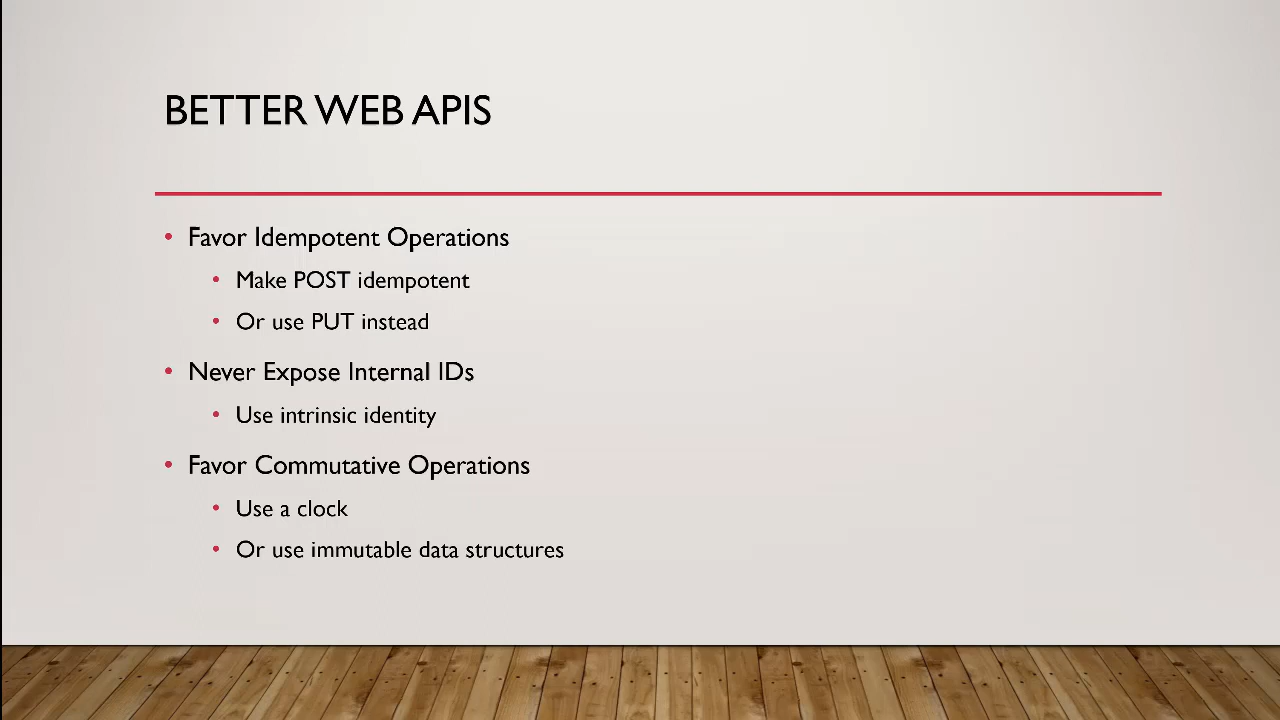 BETTER WEB APIS
• Favor Idempotent Operations
• Make POST idempotent
• Or use PUT instead
• Never Expose Internal IDs
• Use intrinsic identity
• Favor Commutative Operations
• Use a clock
• Or use immutable data structures